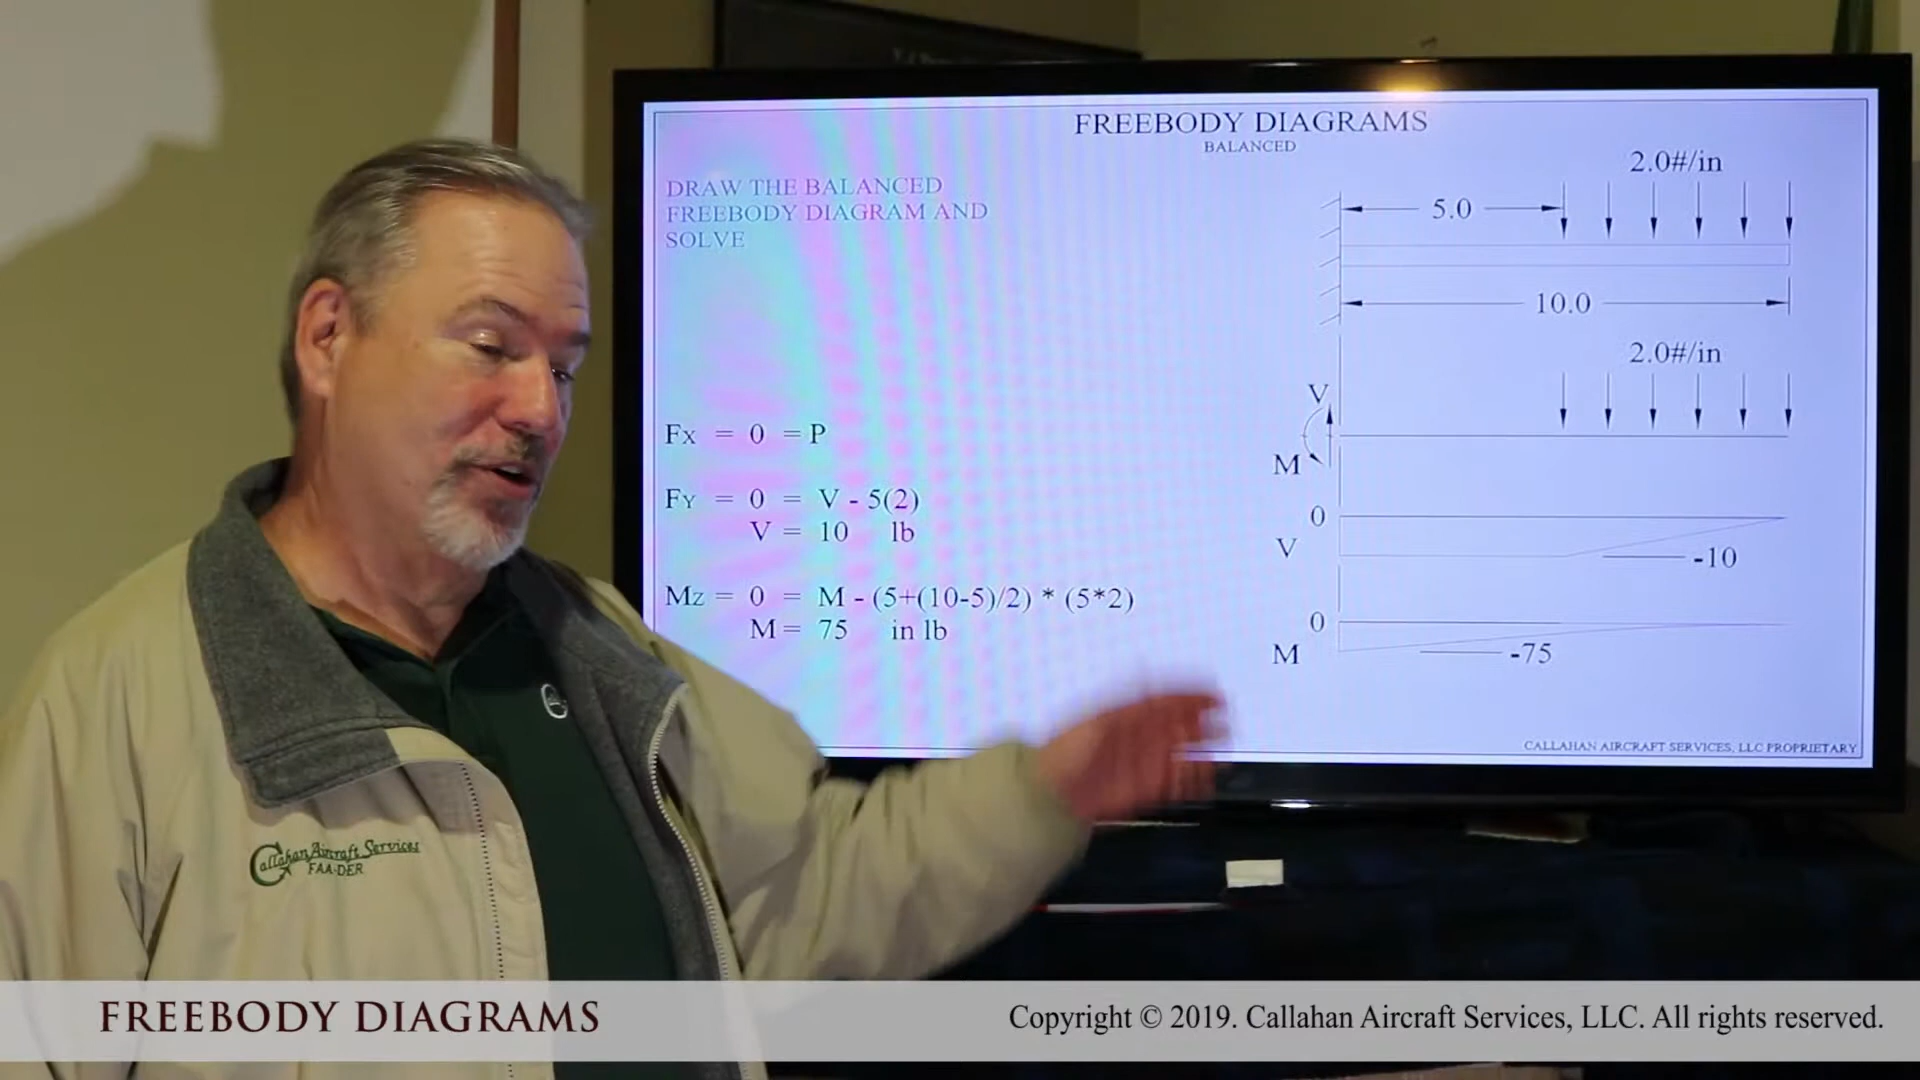 FREEBODY DIAGRAMS
BALANCED
DRAW THE BALANCED
FREEBODY DIAGRAM AND
SOLVE
Fx = 0 = P
FY = 0 = V - 5(2)
V = 10 lb
Mz = 0 = M - (5+(10-5)/2) * (5*2)
M = 75 in lb
2.0#/in
5.0
10.0
2.0#/in
V
M
0
V
-10
0
M
-75
CALLAHAN AIRCRAFT SERVICES, LLC PROPRIETARY
Callahan Aircraft Services
FAA-DER
FREEBODY DIAGRAMS
Copyright © 2019. Callahan Aircraft Services, LLC. All rights reserved.